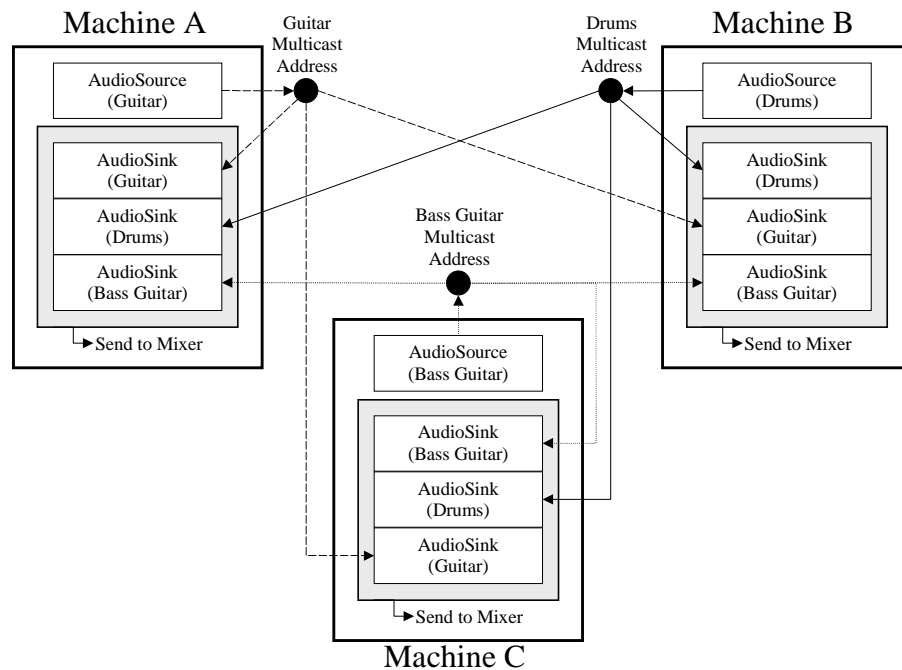 Machine A
Guitar
Multicast
Address
Drums
Multicast
Address
Machine B
AudioSource
(Guitar)
AudioSource
(Drums)
AudioSink
(Guitar)
AudioSink
(Drums)
AudioSink
(Bass Guitar)
Send to Mixer
Bass Guitar
Multicast
Address
AudioSink
(Drums)
AudioSink
(Guitar)
AudioSink
(Bass Guitar)
Send to Mixer
AudioSource
(Bass Guitar)
AudioSink
(Bass Guitar)
AudioSink
(Drums)
AudioSink
(Guitar)
Send to Mixer
Machine C